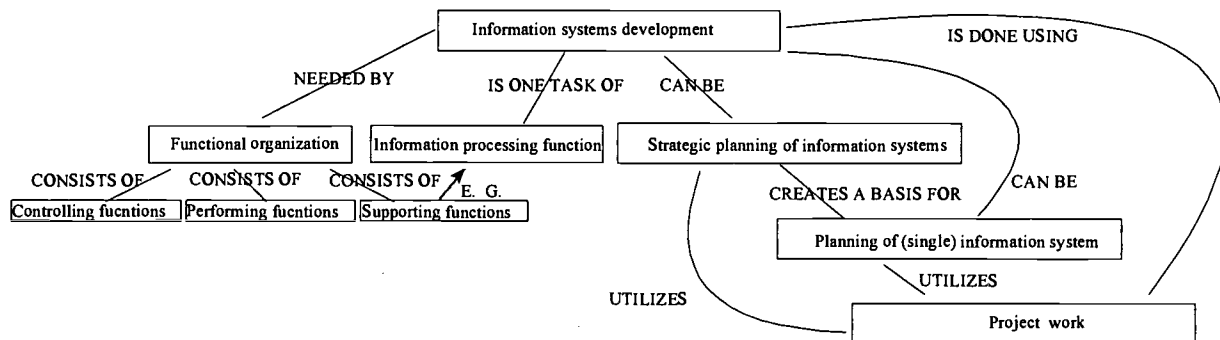 Information systems development
IS DONE USING
NEEDED BY
IS ONE TASK OF
CAN BE
Functional organization
Information processing function
Strategic planning of information systems
CONSISTS OF
CONSISTS OF
CONSISTS OF
E. G.
CREATES A BASIS FOR
CAN BE
Controlling fucntions
Performing fucntions
Supporting functions
Planning of (single) information system
UTILIZES
UTILIZES
Project work